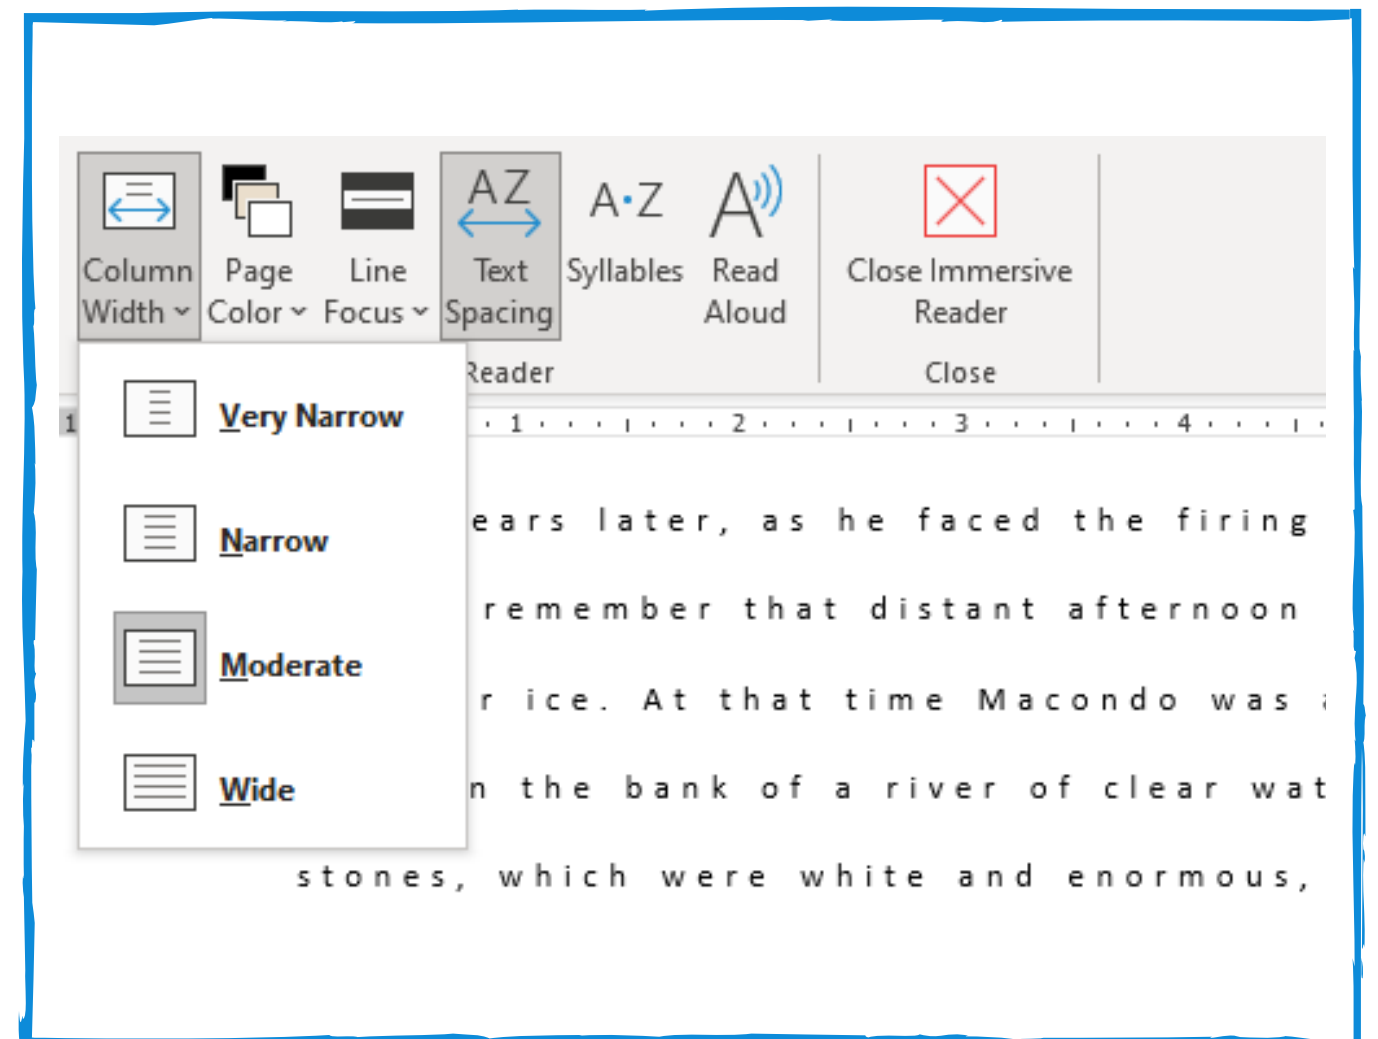 Column Width
Page Color
Line Focus
AZ
Text Spacing
A·Z
Syllables
A
Read Aloud
Close Immersive Reader
Reader
Close
1
1 2 3 4
Very Narrow
Narrow
Moderate
Wide
ears later, as he faced the firing
remember that distant afternoon
r ice. At that time Macondo was
n the bank of a river of clear wat
stones, which were white and enormous,